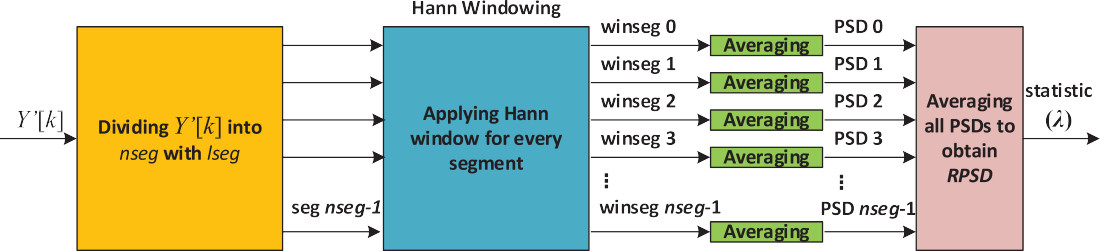 Hann Windowing
Y'[k]
Dividing Y'[k] into
nseg with lseg
seg nseg-1
Applying Hann
window for every
segment
winseg 0
winseg 1
winseg 2
winseg 3
⋮
winseg nseg-1
Averaging
Averaging
Averaging
Averaging
Averaging
PSD 0
PSD 1
PSD 2
PSD 3
⋮
PSD nseg-1
Averaging
all PSDs to
obtain
RPSD
statistic
(λ)